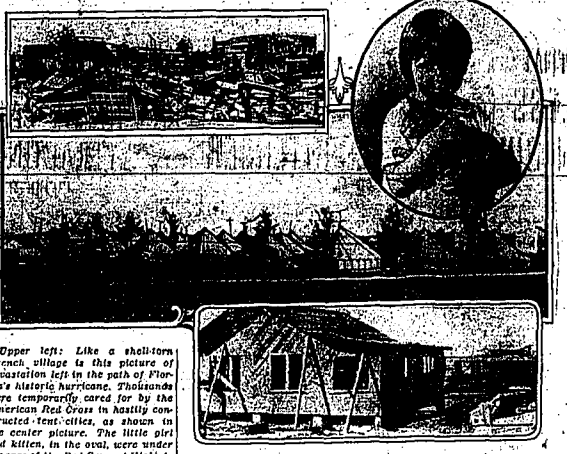 Upper left: Like a shell-torn
ench village is this picture of
vastation left in the path of Flor-
's historic hurricane. Thousands
re temporarily cared for by the
merican Red Cross in hastily con-
ructed tent cities, as shown in
e center picture. The little girl
d kitten, in the oval, were under